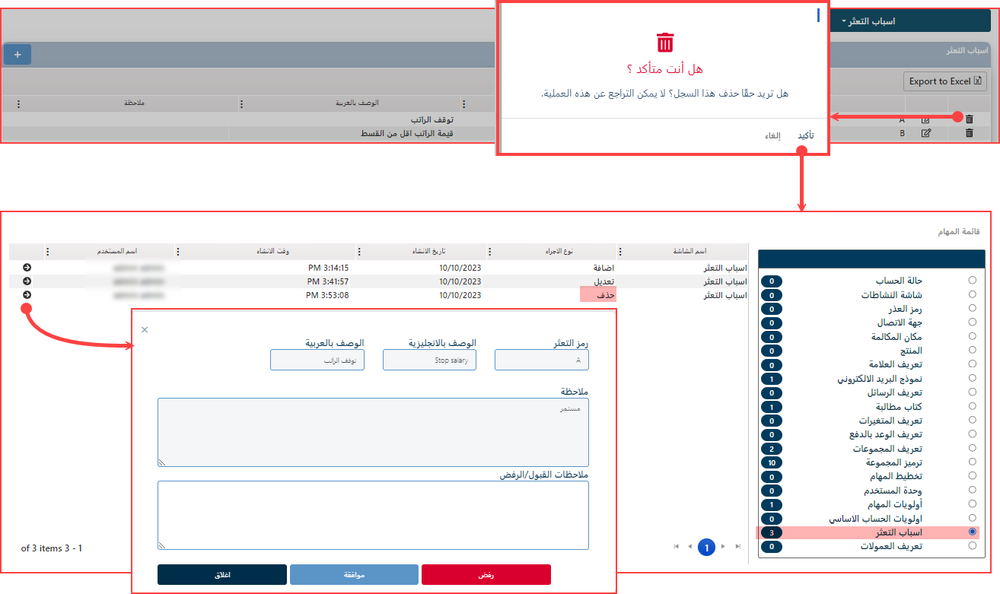 اسباب التعثر
اسباب التعثر
+
Export to Excel
الوصف بالعربية
ملاحظة
A
توقف الراتب
B
قيمة الراتب اقل من القسط
هل أنت متأكد ؟
هل تريد حقًا حذف هذا السجل؟ لا يمكن التراجع عن هذه العملية.
تأكيد
إلغاء
قائمة المهام
حالة الحساب 0
شاشة النشاطات 0
رمز العذر 0
جهة الاتصال 0
مكان المكالمة 0
المنتج 0
تعريف العلامة 0
نموذج البريد الالكتروني 1
تعريف الرسائل 0
كتاب مطالبة 1
تعريف المتغيرات 0
تعريف الوعد بالدفع 0
تعريف المجموعات 2
ترميز المجموعة 10
تخطيط المهام 0
وحدة المستخدم 0
أولويات المهام 1
اولويات الحساب الاساسي 0
اسباب التعثر 3
تعريف العمولات 0
اسم الشاشة نوع الاجراء تاريخ الانشاء وقت الانشاء اسم المستخدم
اسباب التعثر اضافة 10/10/2023 PM 3:14:15
اسباب التعثر تعديل 10/10/2023 PM 3:41:57
اسباب التعثر حذف 10/10/2023 PM 3:53:08
1
of 3 items 3 - 1
×
رمز التعثر الوصف بالانجليزية الوصف بالعربية
A Stop salary توقف الراتب
ملاحظة
مستمر
ملاحظات القبول/الرفض
رفض موافقة اغلاق